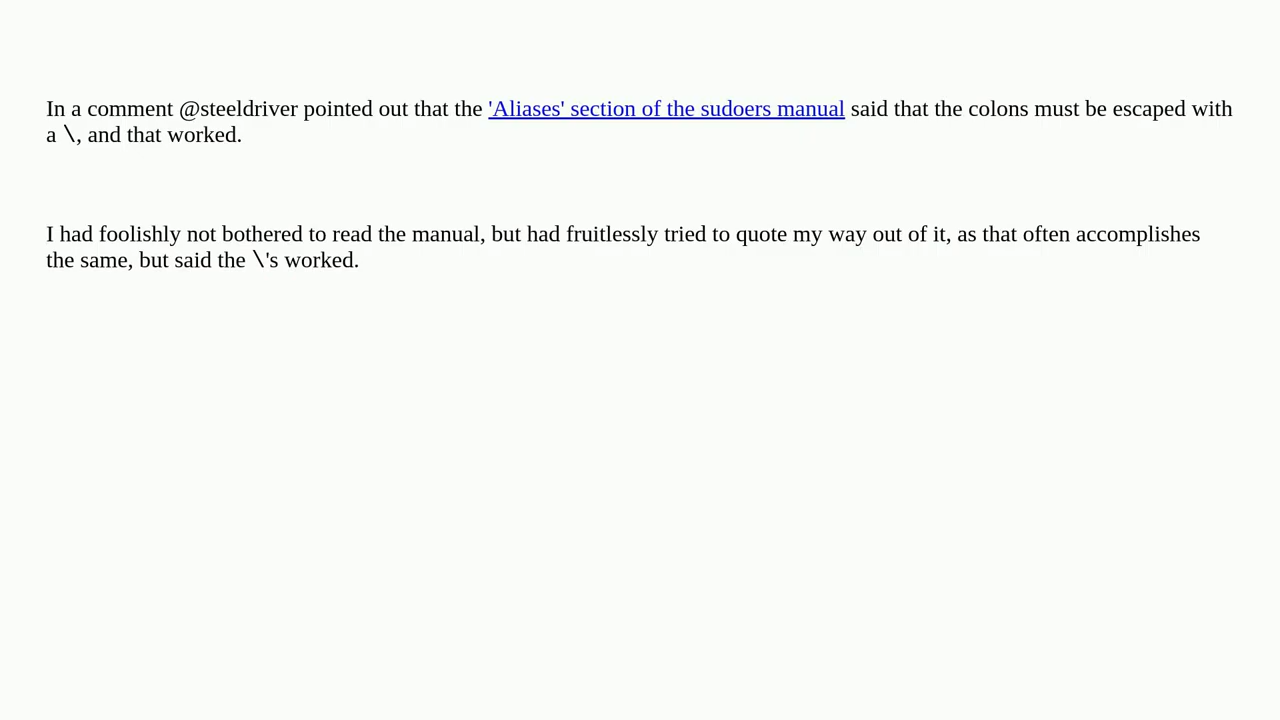 In a comment @steeldriver pointed out that the 'Aliases' section of the sudoers manual said that the colons must be escaped with
a \, and that worked.
I had foolishly not bothered to read the manual, but had fruitlessly tried to quote my way out of it, as that often accomplishes
the same, but said the \'s worked.